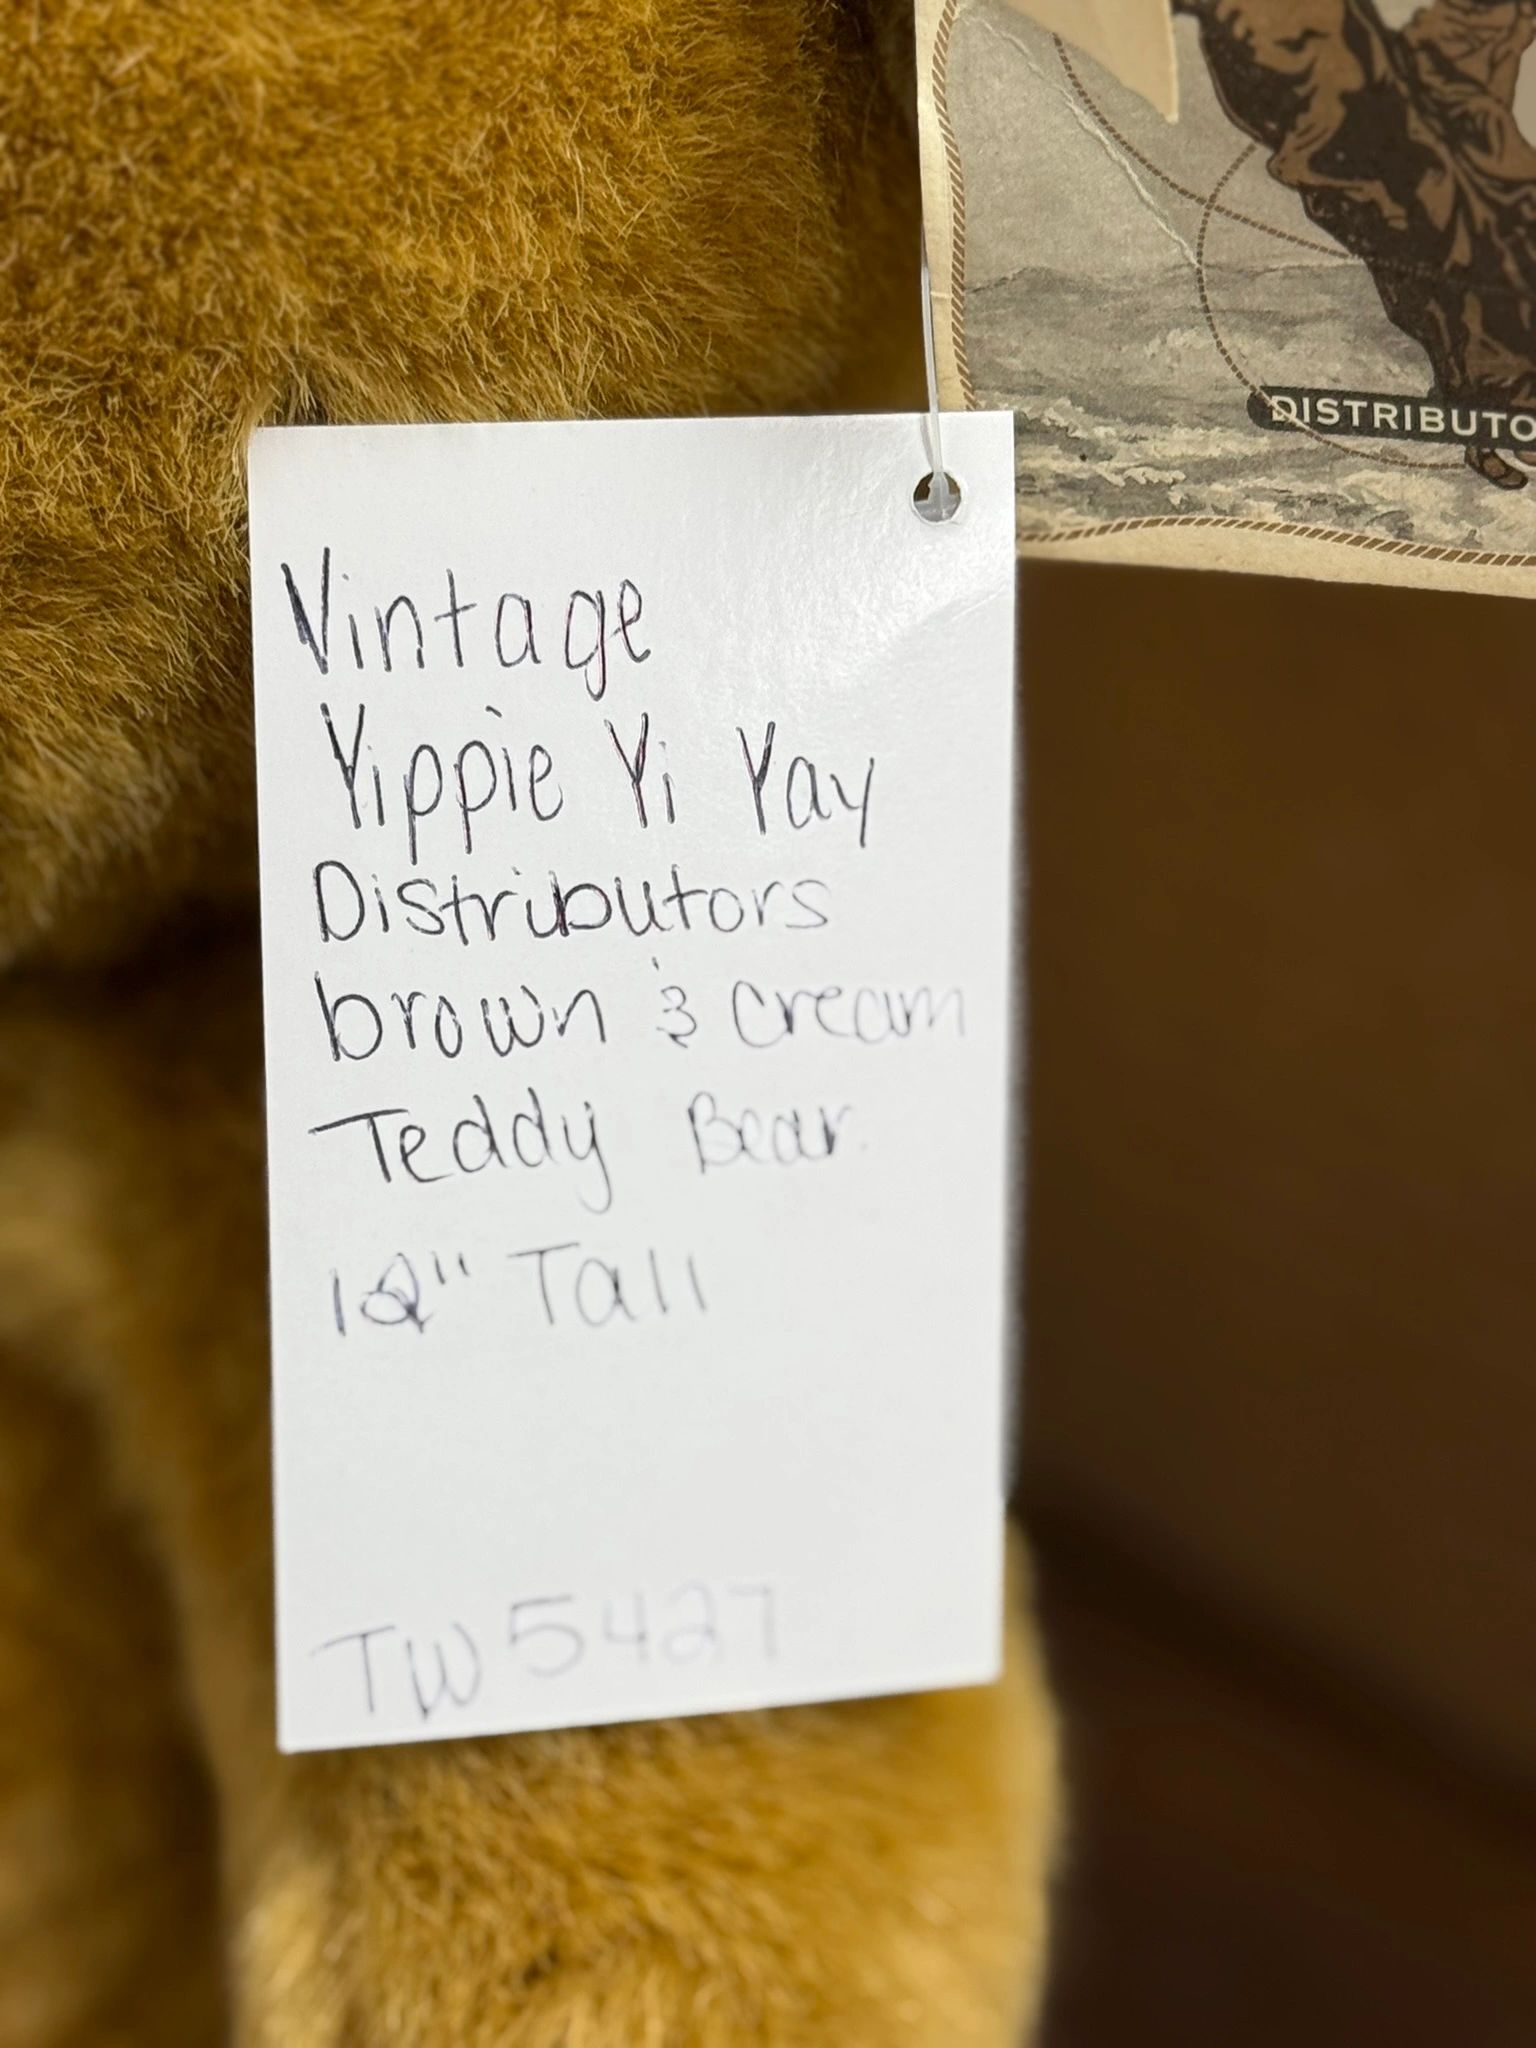 DISTRIBUTO
Vintage
Yippie Yi Yay
Distributors
brown & cream
Teddy Bear.
12" Tall
TW5427